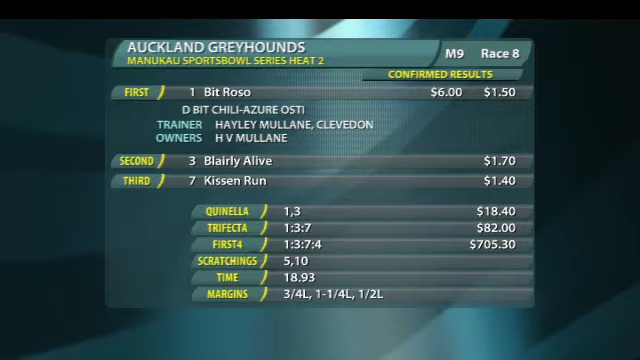 AUCKLAND GREYHOUNDS
MANUKAU SPORTSBOWL SERIES HEAT 2
M9 Race 8
CONFIRMED RESULTS
FIRST 1 Bit Roso $6.00 $1.50
D BIT CHILI-AZURE OSTI
TRAINER HAYLEY MULLANE, CLEVEDON
OWNERS H V MULLANE
SECOND 3 Blairly Alive $1.70
THIRD 7 Kissen Run $1.40
QUINELLA 1,3 $18.40
TRIFECTA 1:3:7 $82.00
FIRST4 1:3:7:4 $705.30
SCRATCHINGS 5,10
TIME 18.93
MARGINS 3/4L, 1-1/4L, 1/2L